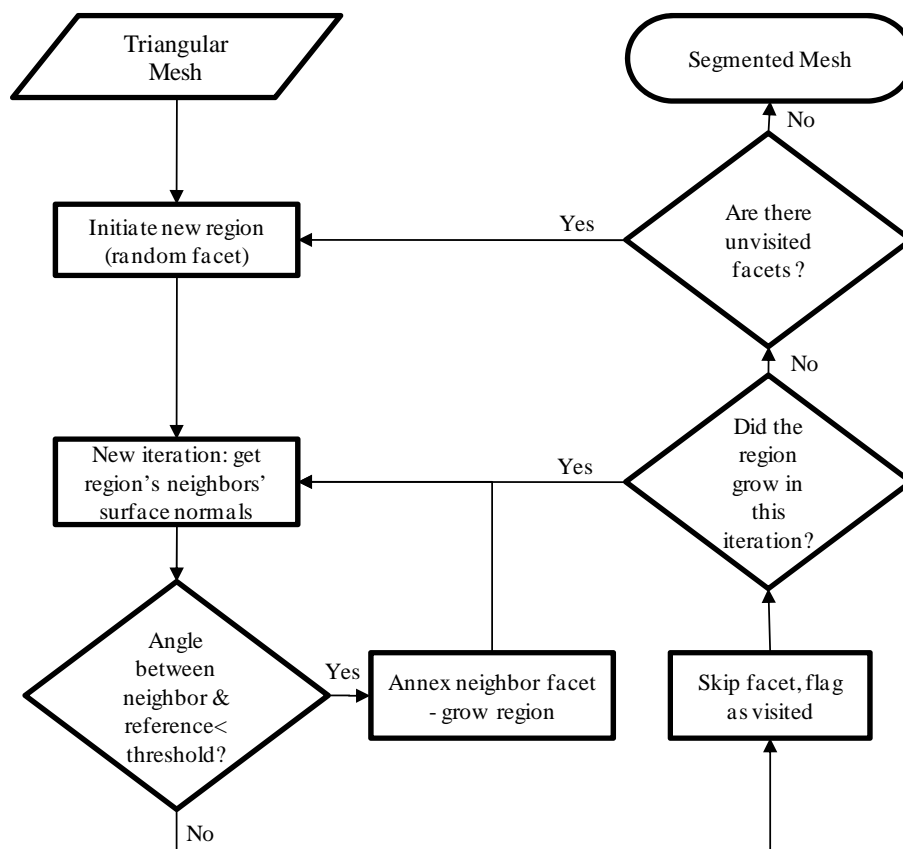 Triangular
Mesh
Segmented Mesh
No
Initiate new region
(random facet)
Yes
Are there
unvisited
facets ?
No
New iteration: get
region's neighbors'
surface normals
Yes
Did the
region
grow in
this
iteration?
Angle
between
neighbor &
reference<
threshold?
Yes
Annex neighbor facet
- grow region
Skip facet, flag
as visited
No